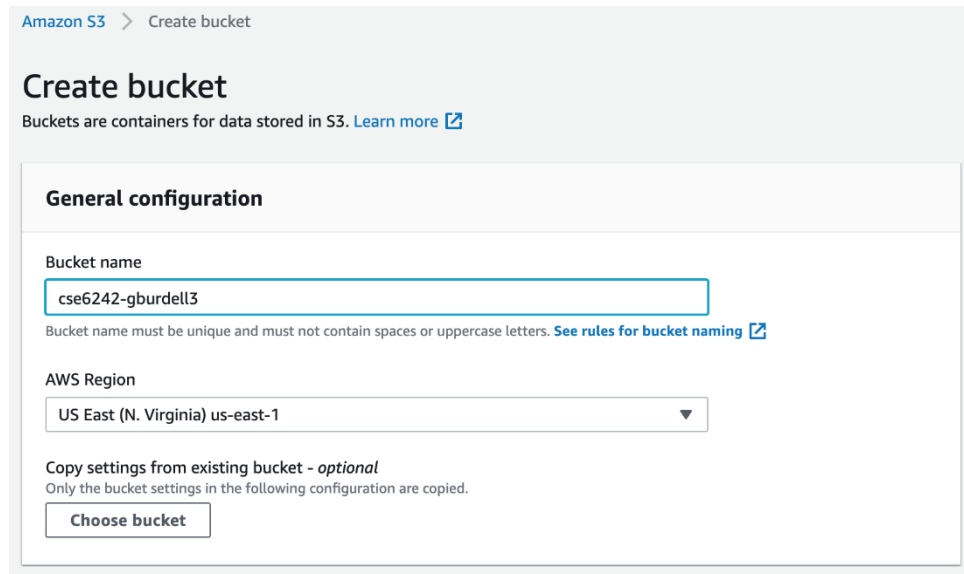 Amazon S3 > Create bucket
Create bucket
Buckets are containers for data stored in S3. Learn more
General configuration
Bucket name
cse6242-gburdell3
Bucket name must be unique and must not contain spaces or uppercase letters. See rules for bucket naming
AWS Region
US East (N. Virginia) us-east-1
Copy settings from existing bucket - optional
Only the bucket settings in the following configuration are copied.
Choose bucket